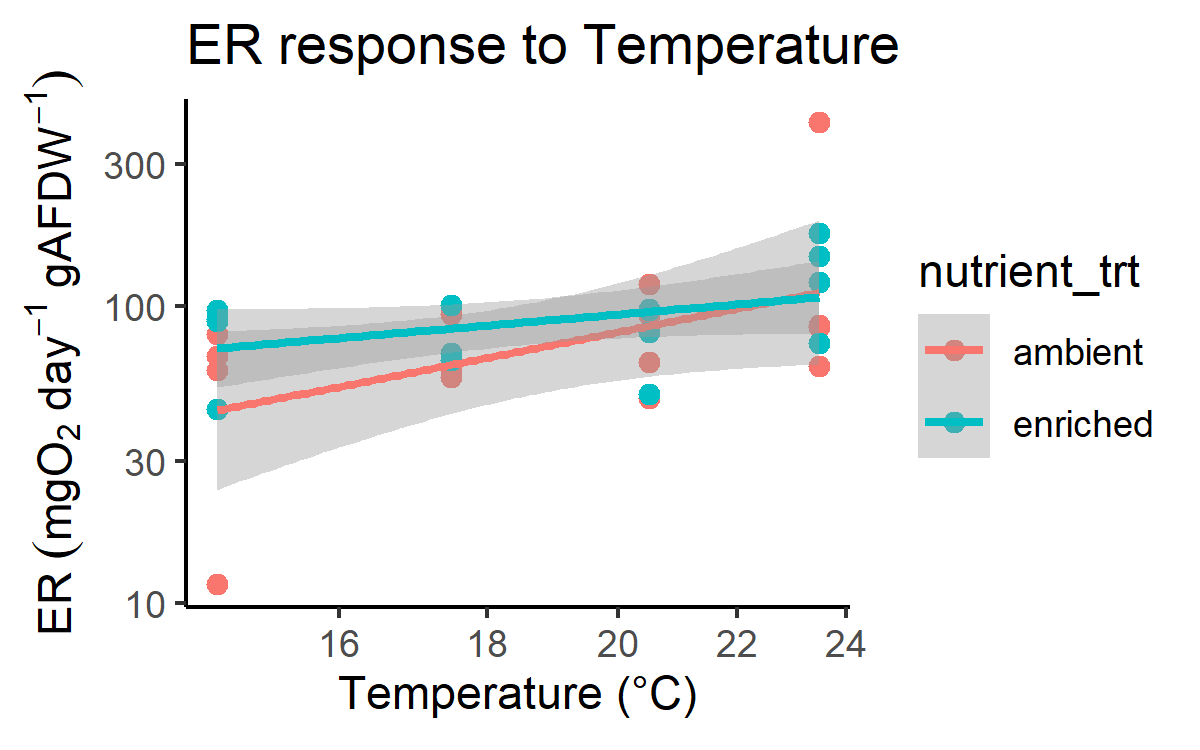 ER response to Temperature
ER (mgO₂ day⁻¹ gAFDW⁻¹)
300
100
30
10
16 18 20 22 24
Temperature (°C)
nutrient_trt
ambient
enriched